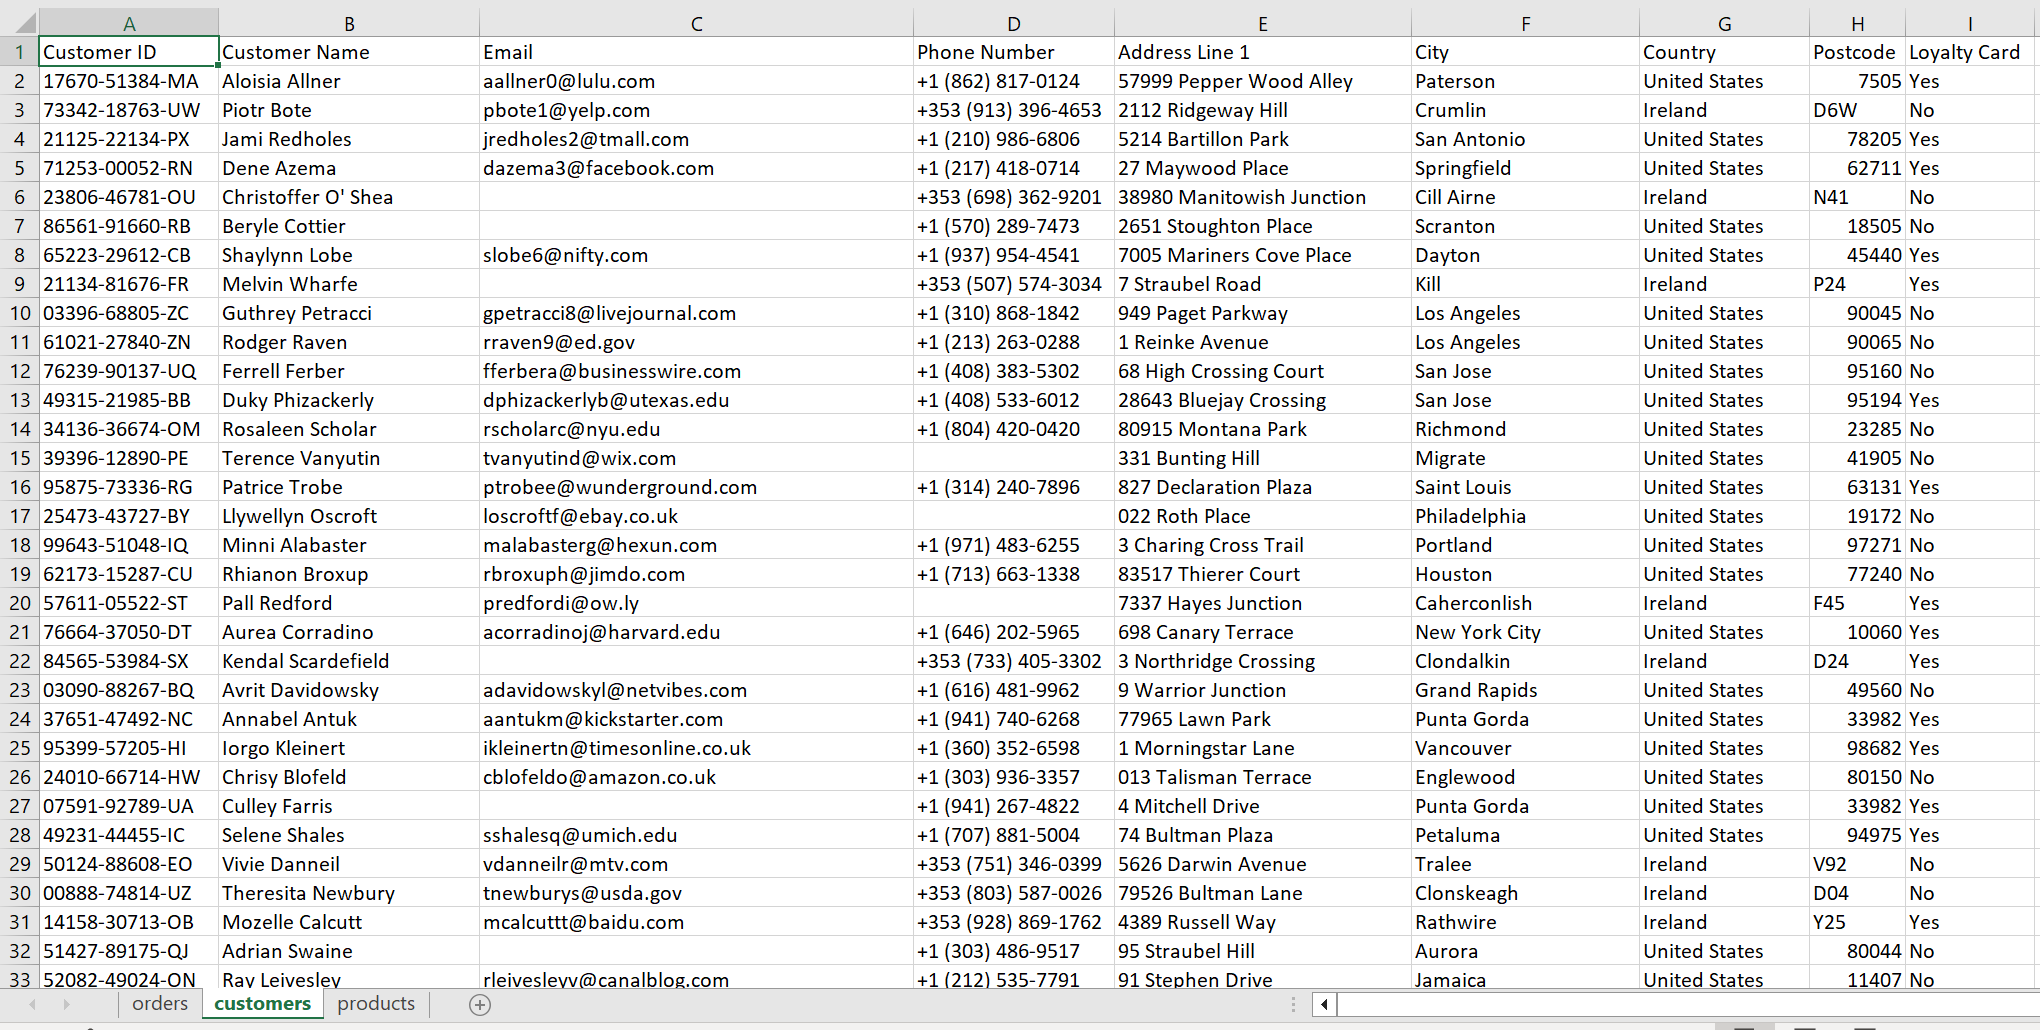 A B C D E F G H I
1 Customer ID Customer Name Email Phone Number Address Line 1 City Country Postcode Loyalty Card
2 17670-51384-MA Aloisia Allner aallner0@lulu.com +1 (862) 817-0124 57999 Pepper Wood Alley Paterson United States 7505 Yes
3 73342-18763-UW Piotr Bote pbote1@yelp.com +353 (913) 396-4653 2112 Ridgeway Hill Crumlin Ireland D6W No
4 21125-22134-PX Jami Redholes jredholes2@tmall.com +1 (210) 986-6806 5214 Bartillon Park San Antonio United States 78205 Yes
5 71253-00052-RN Dene Azema dazema3@facebook.com +1 (217) 418-0714 27 Maywood Place Springfield United States 62711 Yes
6 23806-46781-OU Christoffer O' Shea +353 (698) 362-9201 38980 Manitowish Junction Cill Airne Ireland N41 No
7 86561-91660-RB Beryle Cottier +1 (570) 289-7473 2651 Stoughton Place Scranton United States 18505 No
8 65223-29612-CB Shaylynn Lobe slobe6@nifty.com +1 (937) 954-4541 7005 Mariners Cove Place Dayton United States 45440 Yes
9 21134-81676-FR Melvin Wharfe +353 (507) 574-3034 7 Straubel Road Kill Ireland P24 Yes
10 03396-68805-ZC Guthrey Petracci gpetracci8@livejournal.com +1 (310) 868-1842 949 Paget Parkway Los Angeles United States 90045 No
11 61021-27840-ZN Rodger Raven rraven9@ed.gov +1 (213) 263-0288 1 Reinke Avenue Los Angeles United States 90065 No
12 76239-90137-UQ Ferrell Ferber fferbera@businesswire.com +1 (408) 383-5302 68 High Crossing Court San Jose United States 95160 No
13 49315-21985-BB Duky Phizackerly dphizackerlyb@utexas.edu +1 (408) 533-6012 28643 Bluejay Crossing San Jose United States 95194 Yes
14 34136-36674-OM Rosaleen Scholar rscholarc@nyu.edu +1 (804) 420-0420 80915 Montana Park Richmond United States 23285 No
15 39396-12890-PE Terence Vanyutin tvanyutind@wix.com 331 Bunting Hill Migrate United States 41905 No
16 95875-73336-RG Patrice Trobe ptrobee@wunderground.com +1 (314) 240-7896 827 Declaration Plaza Saint Louis United States 63131 Yes
17 25473-43727-BY Llywellyn Oscroft loscroftf@ebay.co.uk 022 Roth Place Philadelphia United States 19172 No
18 99643-51048-IQ Minni Alabaster malabasterg@hexun.com +1 (971) 483-6255 3 Charing Cross Trail Portland United States 97271 No
19 62173-15287-CU Rhianon Broxup rbroxuph@jimdo.com +1 (713) 663-1338 83517 Thierer Court Houston United States 77240 No
20 57611-05522-ST Pall Redford predfordi@ow.ly 7337 Hayes Junction Caherconlish Ireland F45 Yes
21 76664-37050-DT Aurea Corradino acorradinoj@harvard.edu +1 (646) 202-5965 698 Canary Terrace New York City United States 10060 Yes
22 84565-53984-SX Kendal Scardefield +353 (733) 405-3302 3 Northridge Crossing Clondalkin Ireland D24 Yes
23 03090-88267-BQ Avrit Davidowsky adavidowskyl@netvibes.com +1 (616) 481-9962 9 Warrior Junction Grand Rapids United States 49560 No
24 37651-47492-NC Annabel Antuk aantukm@kickstarter.com +1 (941) 740-6268 77965 Lawn Park Punta Gorda United States 33982 Yes
25 95399-57205-HI Iorgo Kleinert ikleinertn@timesonline.co.uk +1 (360) 352-6598 1 Morningstar Lane Vancouver United States 98682 Yes
26 24010-66714-HW Chrisy Blofeld cblofeldo@amazon.co.uk +1 (303) 936-3357 013 Talisman Terrace Englewood United States 80150 No
27 07591-92789-UA Culley Farris +1 (941) 267-4822 4 Mitchell Drive Punta Gorda United States 33982 Yes
28 49231-44455-IC Selene Shales sshalesq@umich.edu +1 (707) 881-5004 74 Bultman Plaza Petaluma United States 94975 Yes
29 50124-88608-EO Vivie Danneil vdanneilr@mtv.com +353 (751) 346-0399 5626 Darwin Avenue Tralee Ireland V92 No
30 00888-74814-UZ Theresita Newbury tnewburys@usda.gov +353 (803) 587-0026 79526 Bultman Lane Clonskeagh Ireland D04 No
31 14158-30713-OB Mozelle Calcutt mcalcuttt@baidu.com +353 (928) 869-1762 4389 Russell Way Rathwire Ireland Y25 Yes
32 51427-89175-QJ Adrian Swaine +1 (303) 486-9517 95 Straubel Hill Aurora United States 80044 No
33 52082-49024-ON Ray Leivesley rleivesleyv@canalblog.com +1 (212) 535-7791 91 Stephen Drive Jamaica United States 11407 No
orders customers products